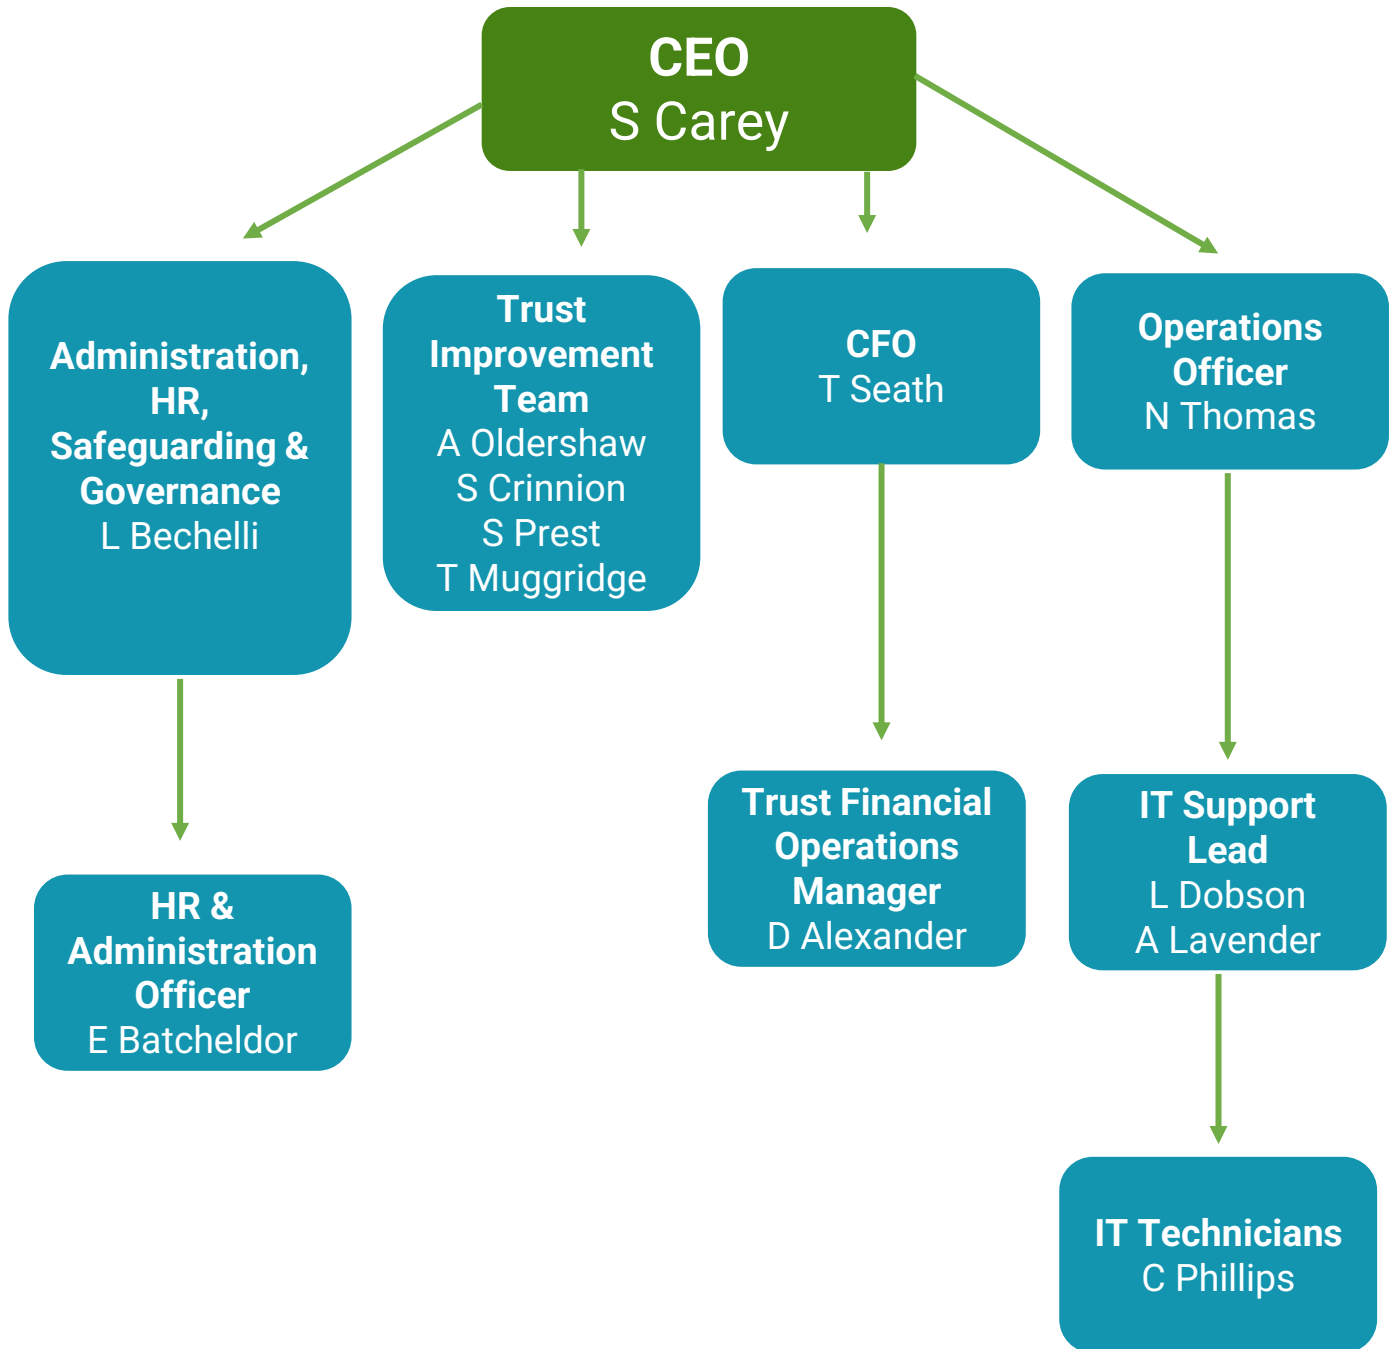 CEO
S Carey
Administration,
HR,
Safeguarding &
Governance
L Bechelli
Trust
Improvement
Team
A Oldershaw
S Crinnion
S Prest
T Muggridge
CFO
T Seath
Operations
Officer
N Thomas
HR &
Administration
Officer
E Batcheldor
Trust Financial
Operations
Manager
D Alexander
IT Support
Lead
L Dobson
A Lavender
IT Technicians
C Phillips